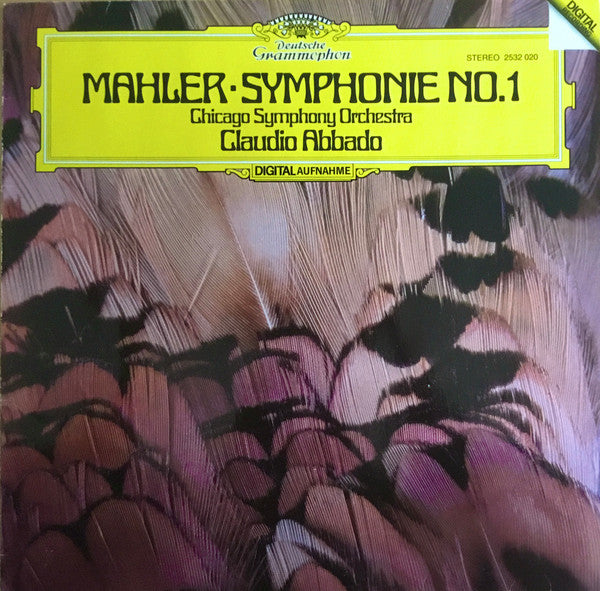 Deutsche
Grammophon
STEREO 2532 020
MAHLER·SYMPHONIE NO.1
Chicago Symphony Orchestra
Claudio Abbado
DIGITAL AUFNAHME
DIGITAL